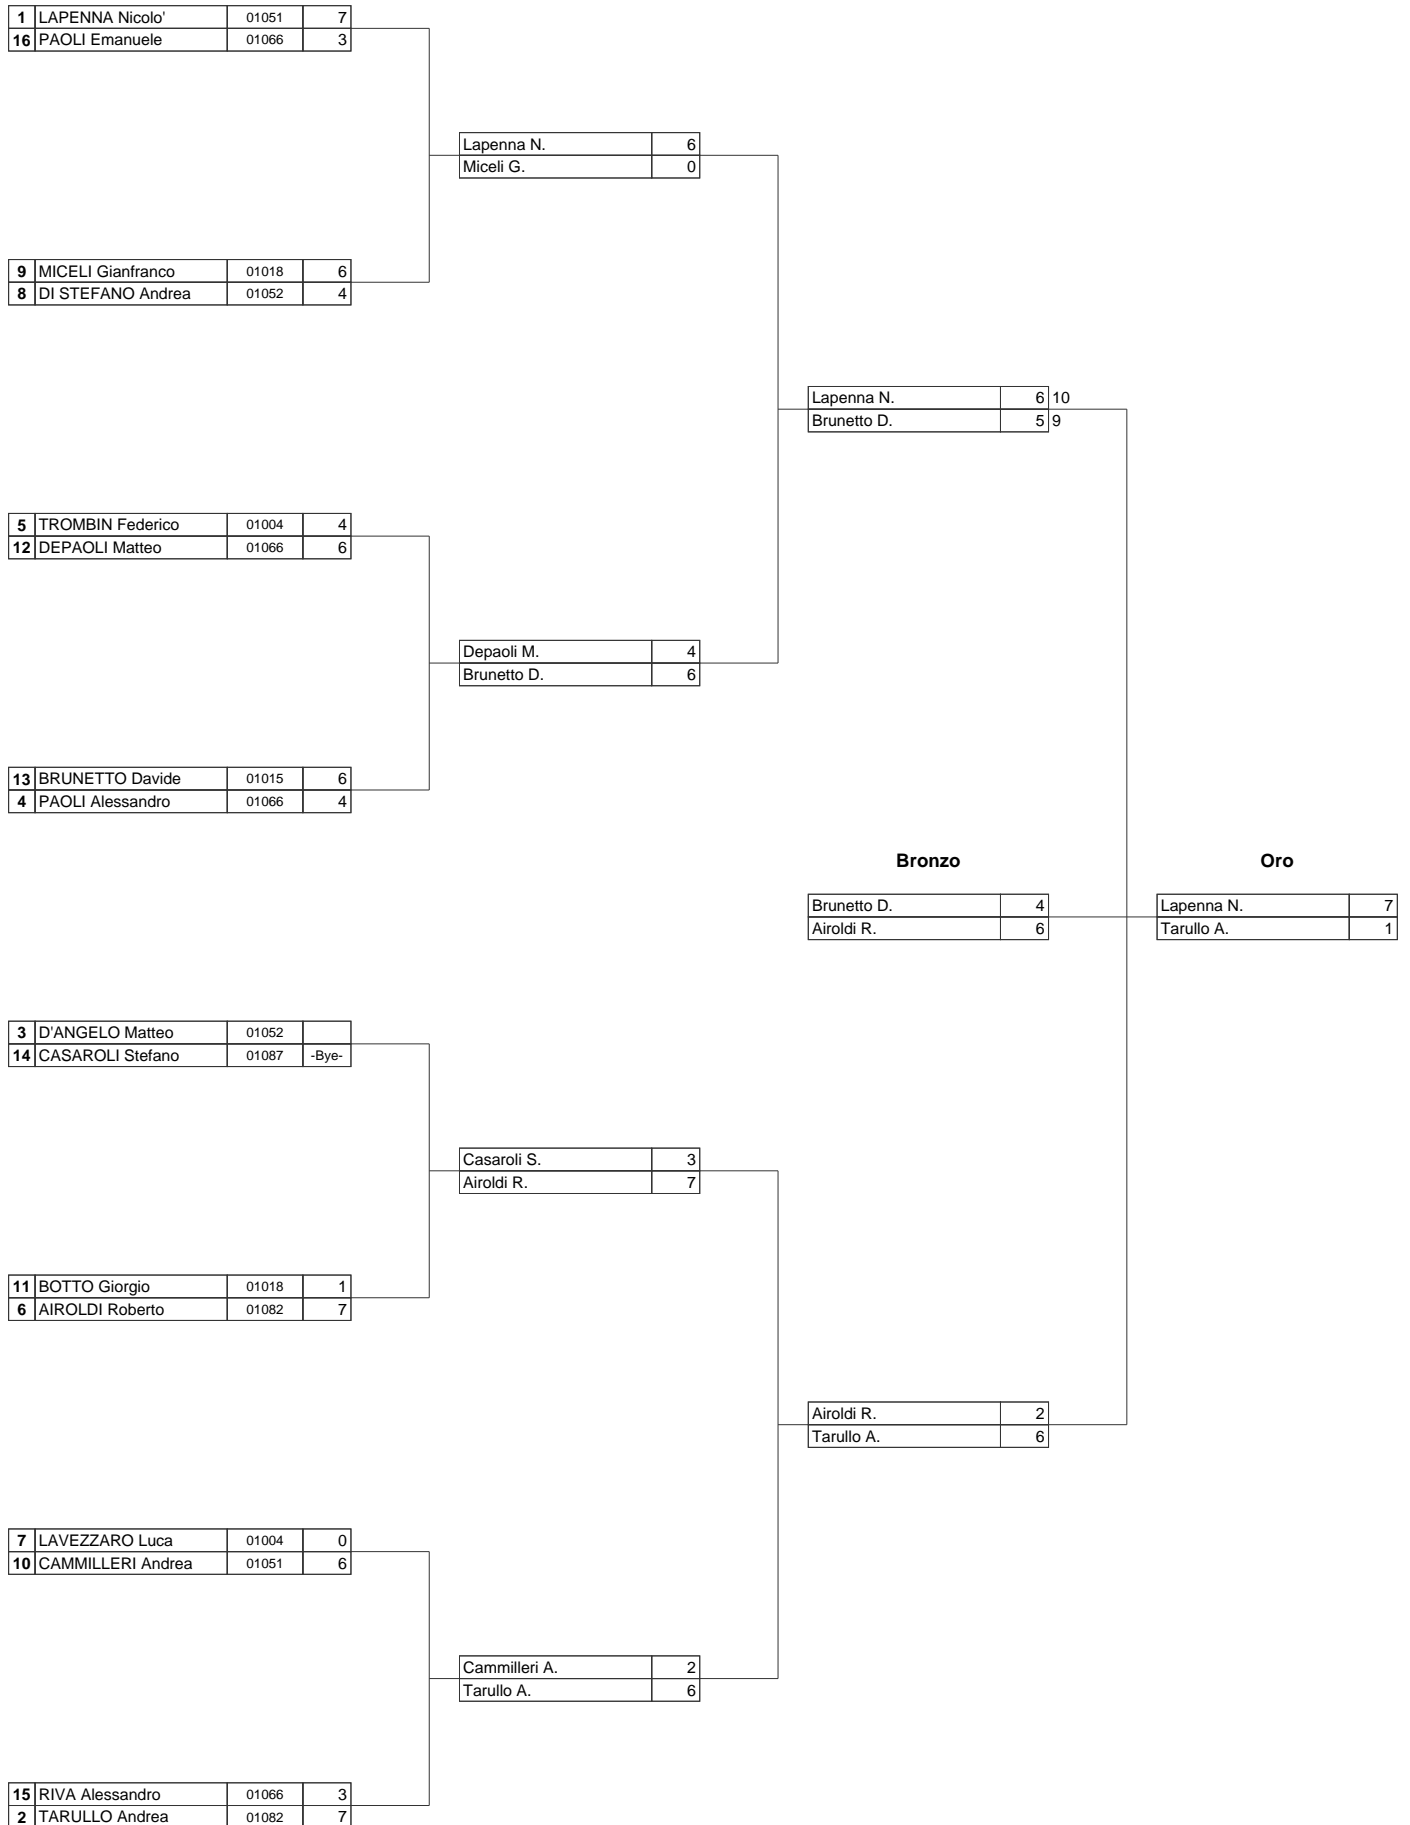 1 LAPENNA Nicolo' 01051 7
16 PAOLI Emanuele 01066 3
Lapenna N. 6
Miceli G. 0
9 MICELI Gianfranco 01018 6
8 DI STEFANO Andrea 01052 4
Lapenna N. 6 10
Brunetto D. 5 9
5 TROMBIN Federico 01004 4
12 DEPAOLI Matteo 01066 6
Depaoli M. 4
Brunetto D. 6
13 BRUNETTO Davide 01015 6
4 PAOLI Alessandro 01066 4
Bronzo Oro
Brunetto D. 4 Lapenna N. 7
Airoldi R. 6 Tarullo A. 1
3 D'ANGELO Matteo 01052
14 CASAROLI Stefano 01087 -Bye-
Casaroli S. 3
Airoldi R. 7
11 BOTTO Giorgio 01018 1
6 AIROLDI Roberto 01082 7
Airoldi R. 2
Tarullo A. 6
7 LAVEZZARO Luca 01004 0
10 CAMMILLERI Andrea 01051 6
Cammilleri A. 2
Tarullo A. 6
15 RIVA Alessandro 01066 3
2 TARULLO Andrea 01082 7